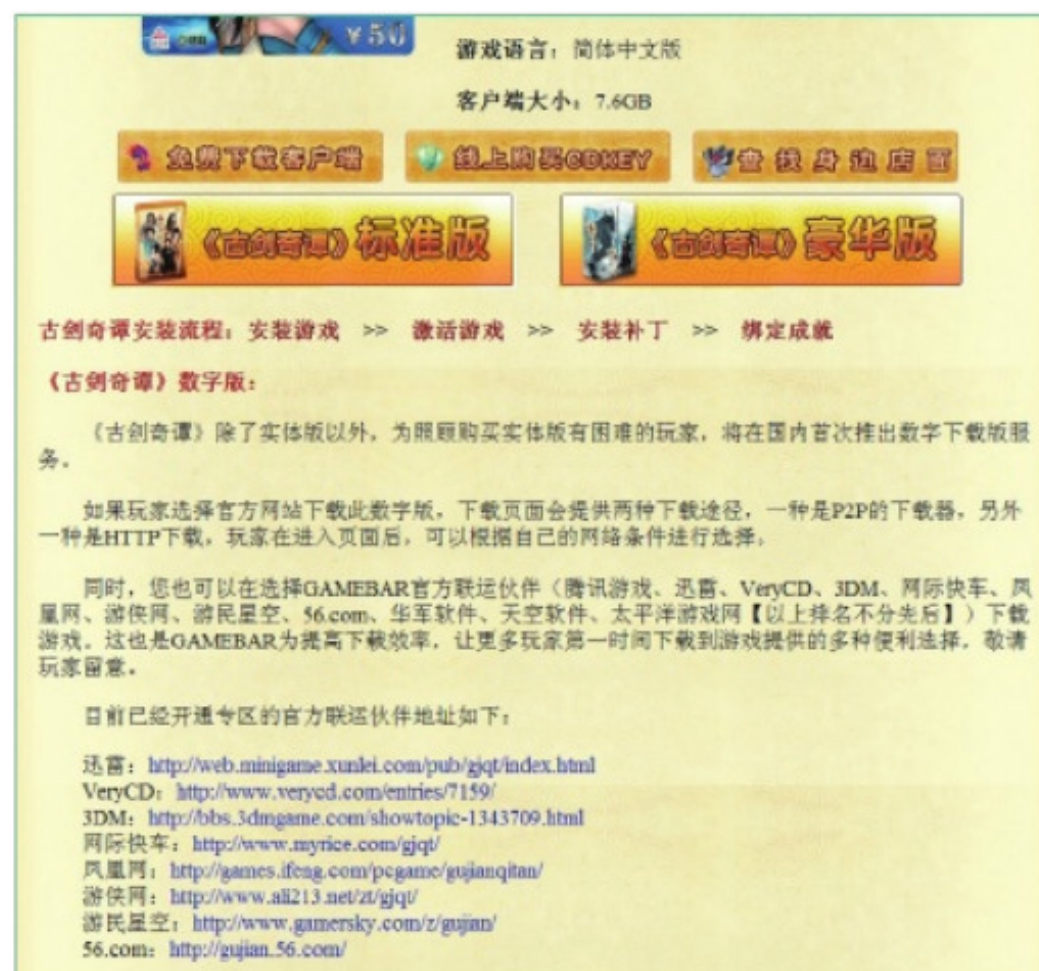 ¥50
游戏语言：简体中文版
客户端大小：7.6GB
免费下载客户端 线上购买CDKEY 查找身边店面
《古剑奇谭》标准版 《古剑奇谭》豪华版
古剑奇谭安装流程：安装游戏 >> 激活游戏 >> 安装补丁 >> 绑定成就
《古剑奇谭》数字版：
《古剑奇谭》除了实体版以外，为照顾购买实体版有困难的玩家，将在国内首次推出数字下载版服
务。
如果玩家选择官方网站下载此数字版，下载页面会提供两种下载途径，一种是P2P的下载器，另外
一种是HTTP下载，玩家在进入页面后，可以根据自己的网络条件进行选择。
同时，您也可以在选择GAMEBAR官方联运伙伴（腾讯游戏、迅雷、VeryCD、3DM、网际快车、凤
凰网、游侠网、游民星空、56.com、华军软件、天空软件、太平洋游戏网【以上排名不分先后】）下载
游戏。这也是GAMEBAR为提高下载效率，让更多玩家第一时间下载到游戏提供的多种便利选择，敬请
玩家留意。
目前已经开通专区的官方联运伙伴地址如下：
迅雷：http://web.minigame.xunlei.com/pub/gjqt/index.html
VeryCD：http://www.verycd.com/entries/7159/
3DM：http://bbs.3dmgame.com/showtopic-1343709.html
网际快车：http://www.myrice.com/gjqt/
凤凰网：http://games.ifeng.com/pcgame/gujianqitan/
游侠网：http://www.ali213.net/zt/gjqt/
游民星空：http://www.gamersky.com/z/gujian/
56.com：http://gujian.56.com/